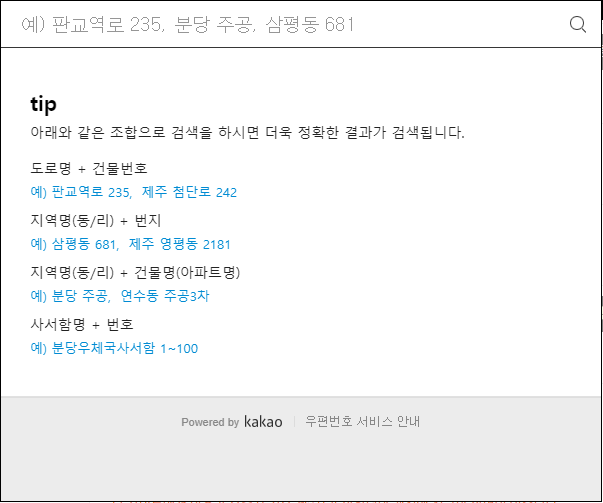 예) 판교역로 235, 분당 주공, 삼평동 681
tip
아래와 같은 조합으로 검색을 하시면 더욱 정확한 결과가 검색됩니다.
도로명 + 건물번호
예) 판교역로 235, 제주 첨단로 242
지역명(동/리) + 번지
예) 삼평동 681, 제주 영평동 2181
지역명(동/리) + 건물명(아파트명)
예) 분당 주공, 연수동 주공3차
사서함명 + 번호
예) 분당우체국사서함 1~100
Powered by kakao 우편번호 서비스 안내